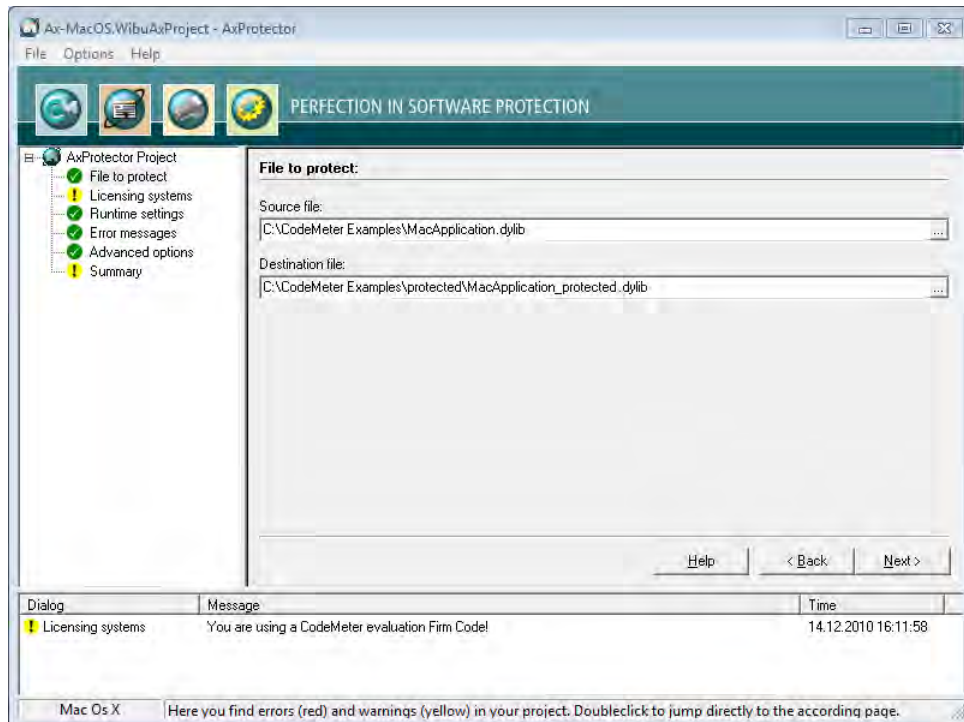 Ax-MacOS.WibuAxProject - AxProtector
File Options Help
PERFECTION IN SOFTWARE PROTECTION
AxProtector Project
File to protect
Licensing systems
Runtime settings
Error messages
Advanced options
Summary
File to protect:
Source file:
C:\CodeMeter Examples\MacApplication.dylib
...
Destination file:
C:\CodeMeter Examples\protected\MacApplication_protected.dylib
...
Help < Back Next >
Dialog Message Time
Licensing systems You are using a CodeMeter evaluation Firm Code! 14.12.2010 16:11:58
Mac Os X Here you find errors (red) and warnings (yellow) in your project. Doubleclick to jump directly to the according page.